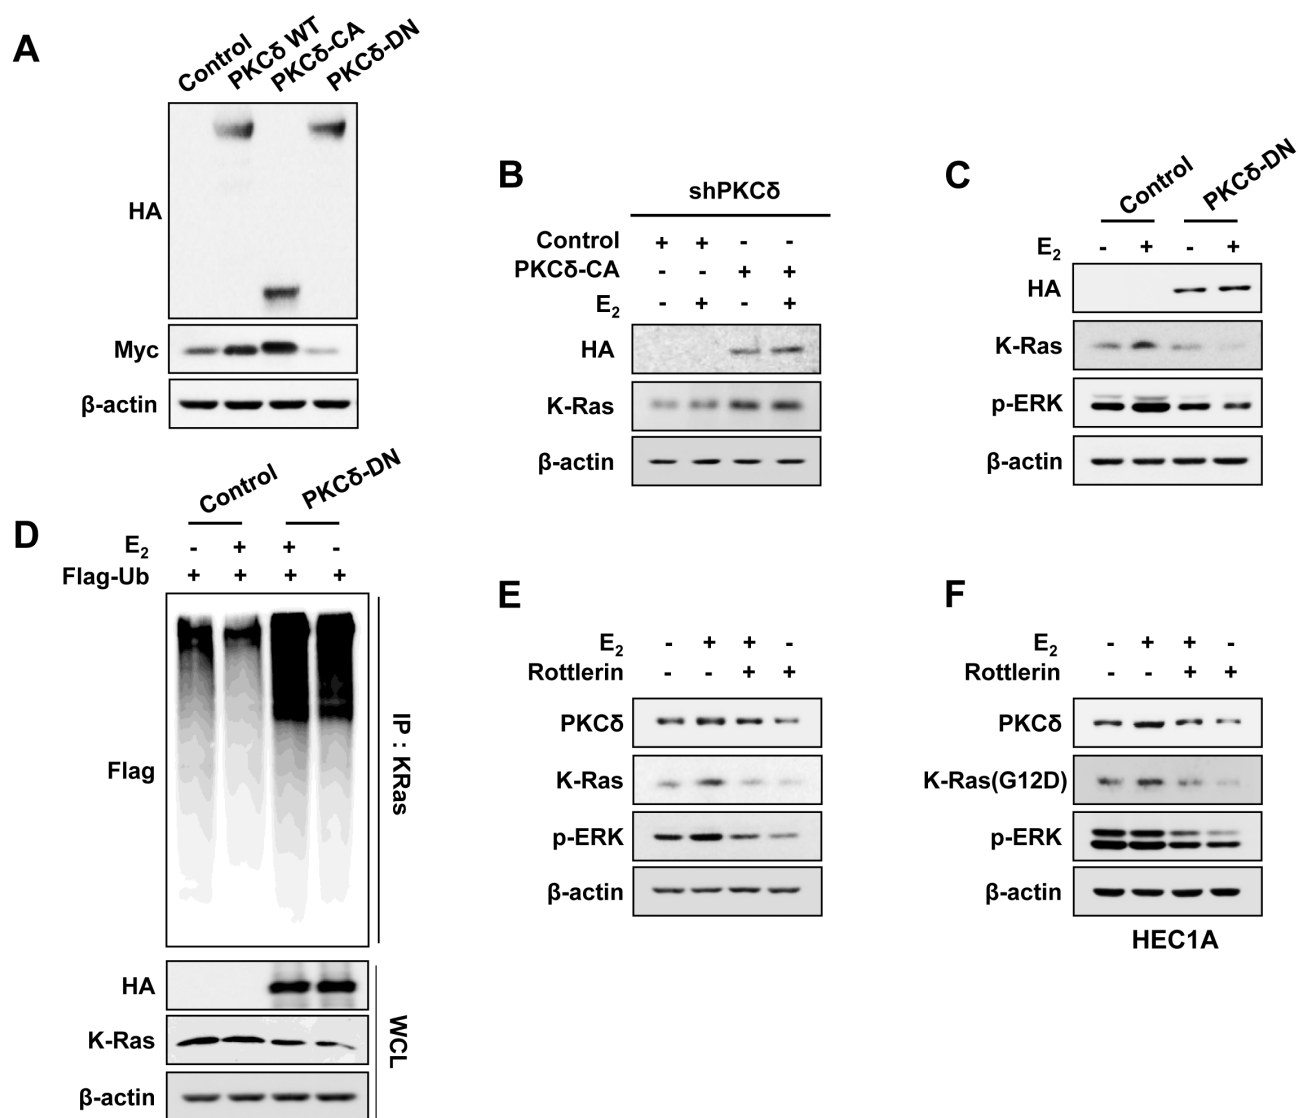 A
Control
PKCδ WT
PKCδ-CA
PKCδ-DN
HA
Myc
β-actin
B
shPKCδ
Control + + - -
PKCδ-CA - - + +
E2 - + - +
HA
K-Ras
β-actin
C
Control
PKCδ-DN
E2 - + - +
HA
K-Ras
p-ERK
β-actin
D
Control
PKCδ-DN
E2 - + + -
Flag-Ub + + + +
Flag
IP : KRas
HA
K-Ras
β-actin
WCL
E
E2 - + + -
Rottlerin - - + +
PKCδ
K-Ras
p-ERK
β-actin
F
E2 - + + -
Rottlerin - - + +
PKCδ
K-Ras(G12D)
p-ERK
β-actin
HEC1A